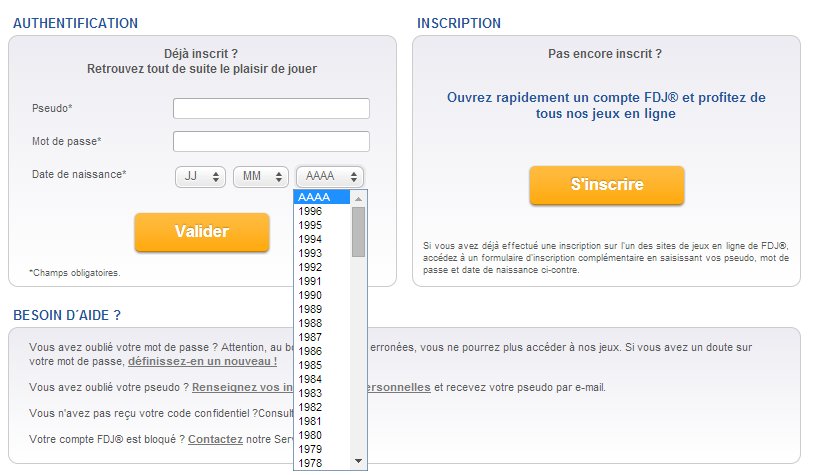 AUTHENTIFICATION
Déjà inscrit ?
Retrouvez tout de suite le plaisir de jouer
Pseudo*
Mot de passe*
Date de naissance*
JJ
MM
AAAA
AAAA
1996
1995
1994
1993
1992
1991
1990
1989
1988
1987
1986
1985
1984
1983
1982
1981
1980
1979
1978
Valider
*Champs obligatoires.
INSCRIPTION
Pas encore inscrit ?
Ouvrez rapidement un compte FDJ® et profitez de
tous nos jeux en ligne
S'inscrire
Si vous avez déjà effectué une inscription sur l'un des sites de jeux en ligne de FDJ®,
accédez à un formulaire d'inscription complémentaire en saisissant vos pseudo, mot de
passe et date de naissance ci-contre.
BESOIN D'AIDE ?
Vous avez oublié votre mot de passe ? Attention, au erronées, vous ne pourrez plus accéder à nos jeux. Si vous avez un doute sur
votre mot de passe, définissez-en un nouveau !
Vous avez oublié votre pseudo ? Renseignez vos et recevez votre pseudo par e-mail.
Vous n'avez pas reçu votre code confidentiel ?
Votre compte FDJ® est bloqué ? Contactez notre